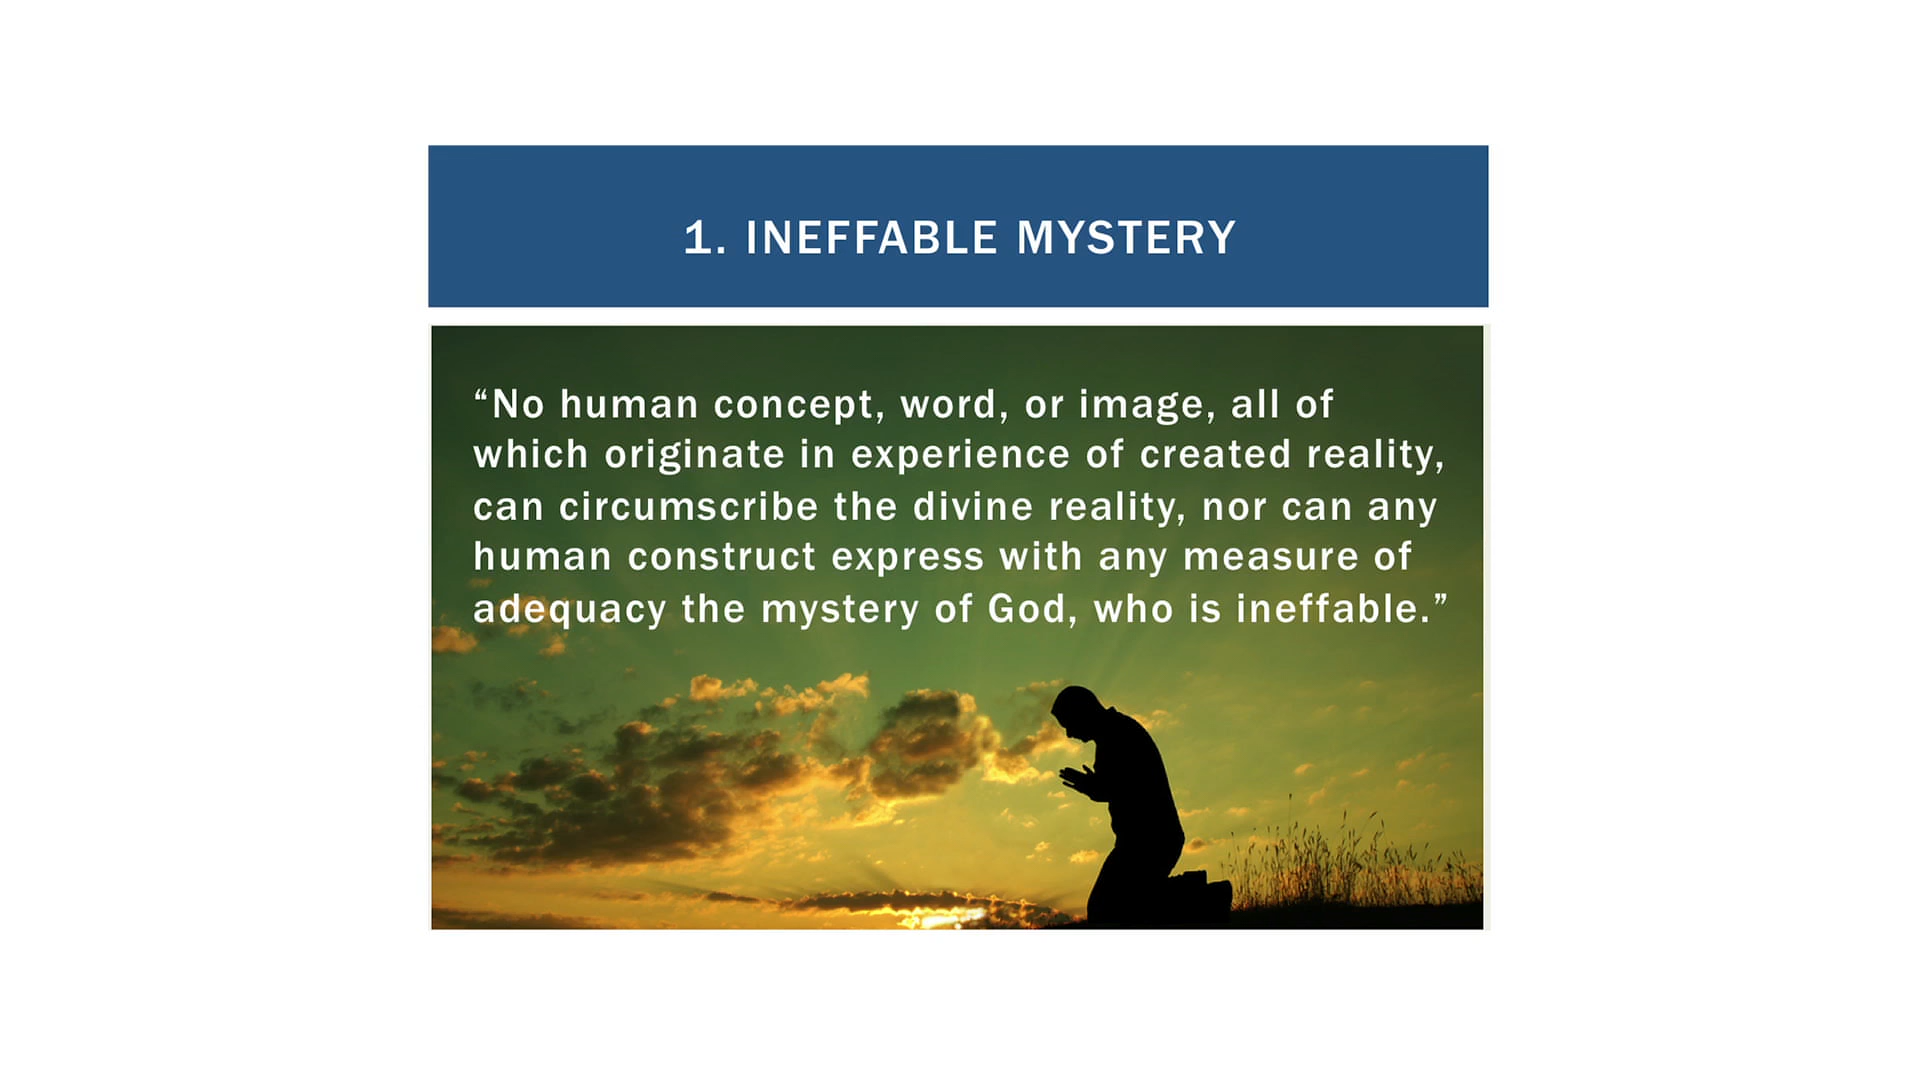 1. INEFFABLE MYSTERY
“No human concept, word, or image, all of
which originate in experience of created reality,
can circumscribe the divine reality, nor can any
human construct express with any measure of
adequacy the mystery of God, who is ineffable.”